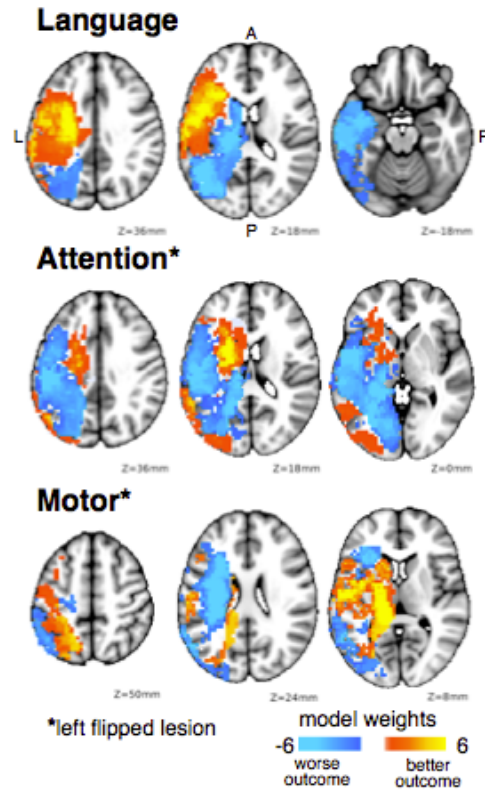 Language
A
L
R
Z=36mm
Z=18mm
Z=-18mm
P
Attention*
Z=36mm
Z=18mm
Z=0mm
Motor*
Z=50mm
Z=24mm
Z=8mm
*left flipped lesion
model weights
-6
6
worse
outcome
better
outcome